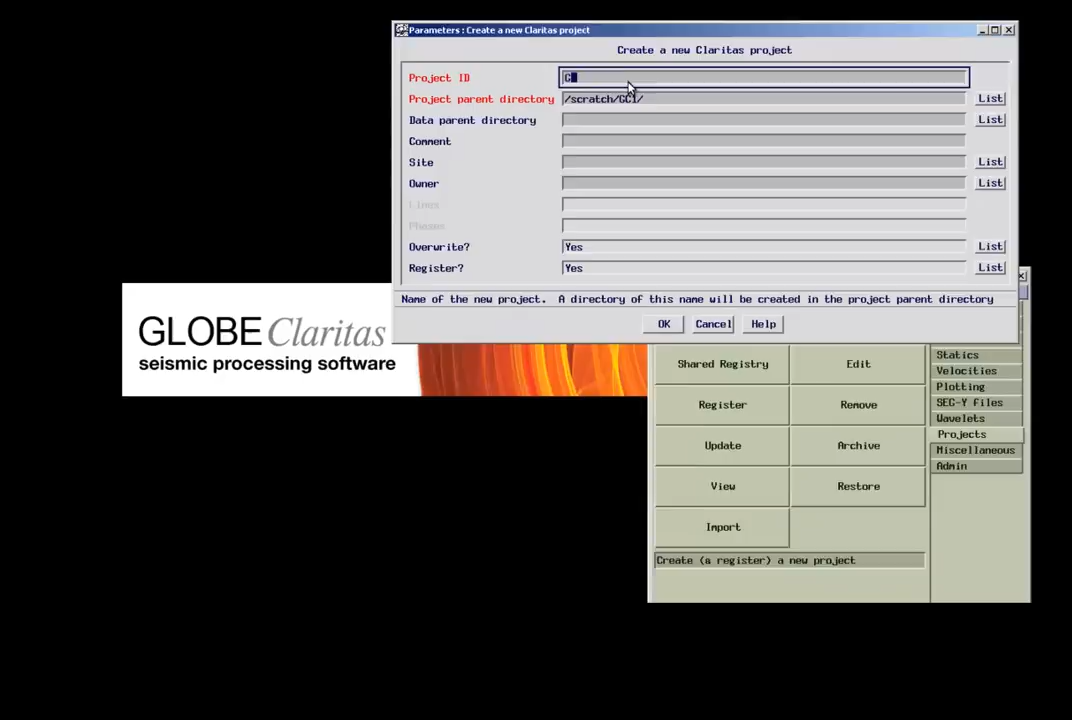 Parameters : Create a new Claritas project
Create a new Claritas project
Project ID C
Project parent directory /scratch/GC1/ List
Data parent directory List
Comment
Site List
Owner List
Lines
Phases
Overwrite? Yes List
Register? Yes List
Name of the new project. A directory of this name will be created in the project parent directory
OK Cancel Help
GLOBE Claritas
seismic processing software
Shared Registry Edit
Register Remove
Update Archive
View Restore
Import
Create (& register) a new project
Statics
Velocities
Plotting
SEG-Y files
Wavelets
Projects
Miscellaneous
Admin